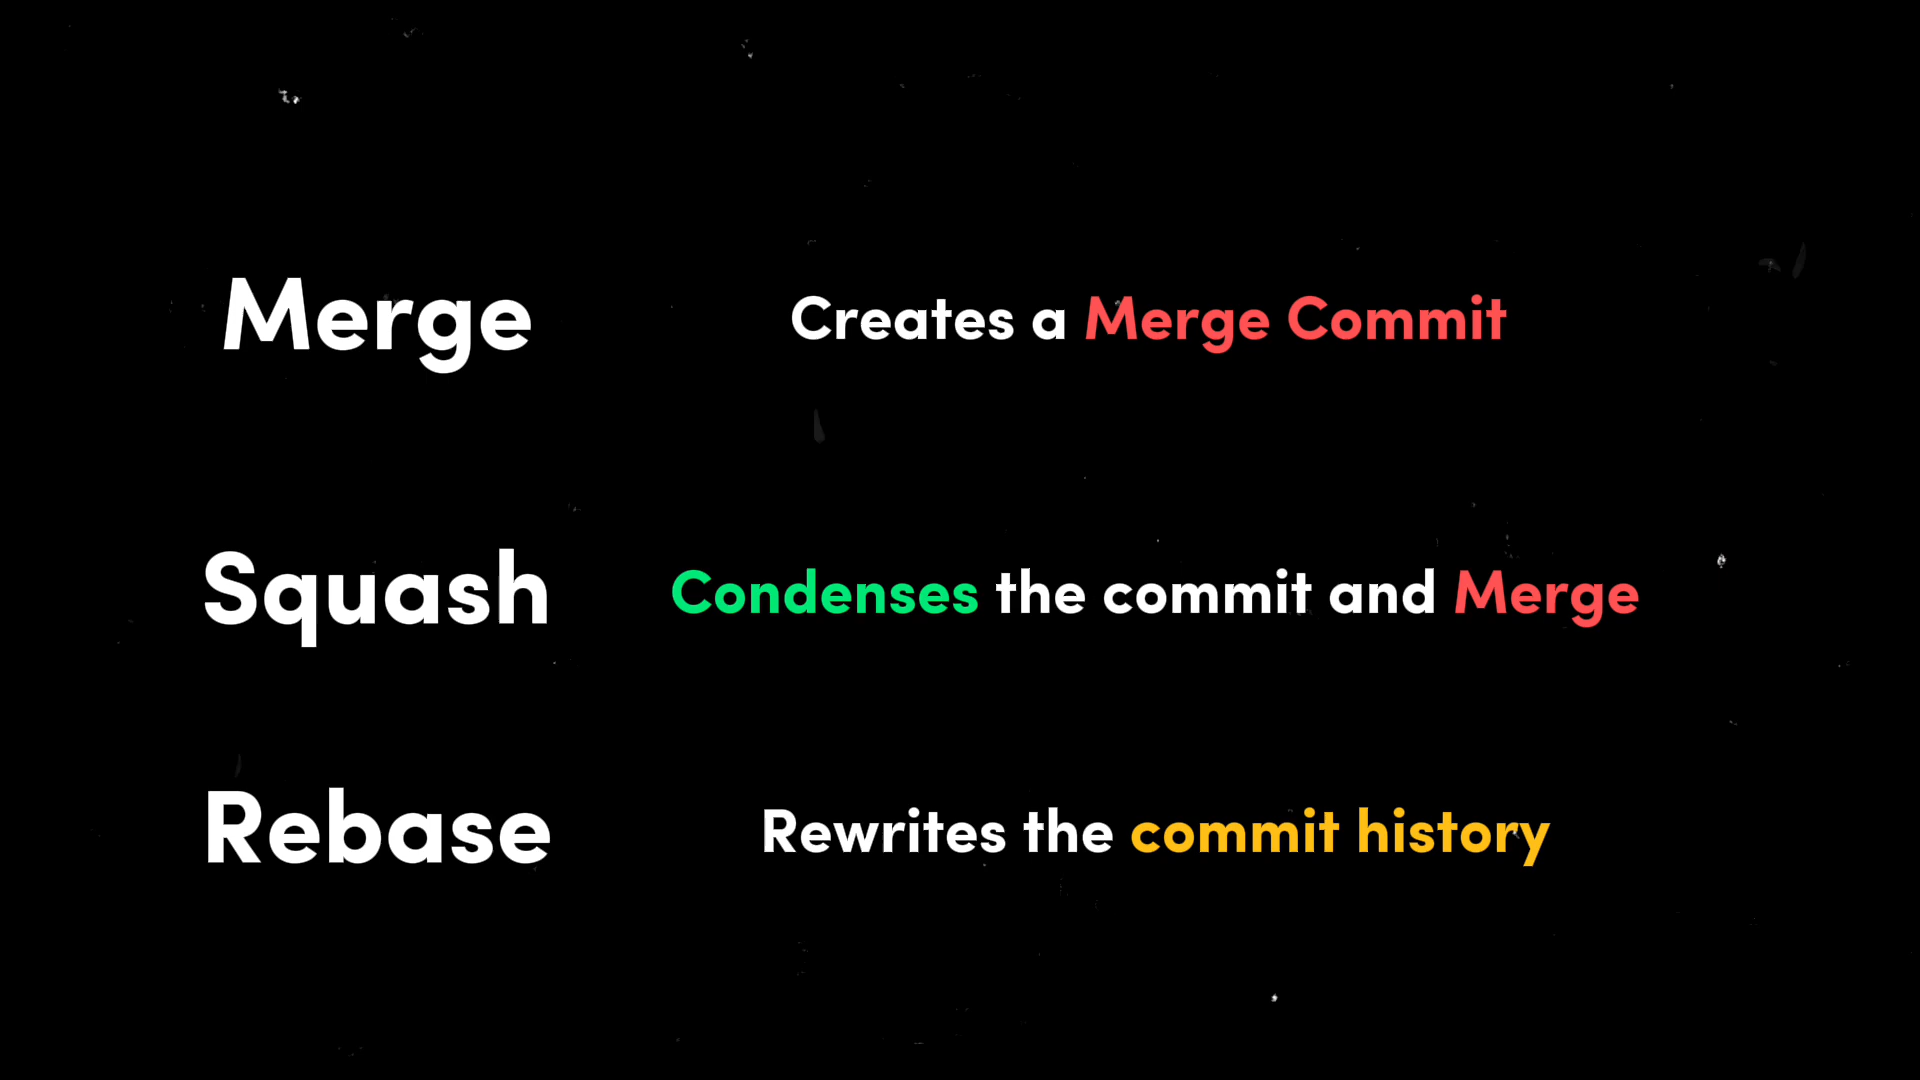 Merge Creates a Merge Commit
Squash Condenses the commit and Merge
Rebase Rewrites the commit history